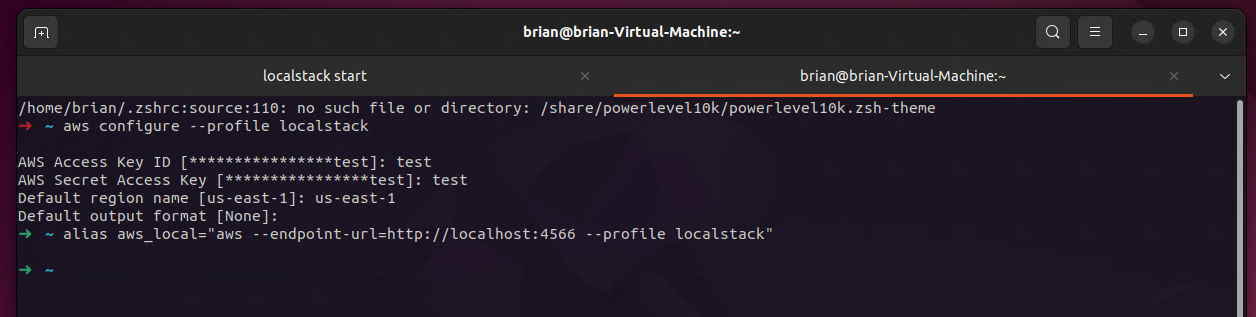 brian@brian-Virtual-Machine:~
localstack start
brian@brian-Virtual-Machine:~
/home/brian/.zshrc:source:110: no such file or directory: /share/powerlevel10k/powerlevel10k.zsh-theme
➜ ~ aws configure --profile localstack
AWS Access Key ID [****************test]: test
AWS Secret Access Key [****************test]: test
Default region name [us-east-1]: us-east-1
Default output format [None]:
➜ ~ alias aws_local="aws --endpoint-url=http://localhost:4566 --profile localstack"
➜ ~